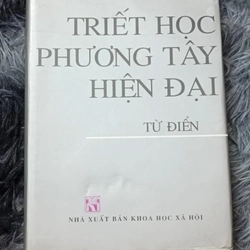 TRIẾT HỌC
PHƯƠNG TÂY
HIỆN ĐẠI
TỪ ĐIỂN
NHÀ XUẤT BẢN KHOA HỌC XÃ HỘI